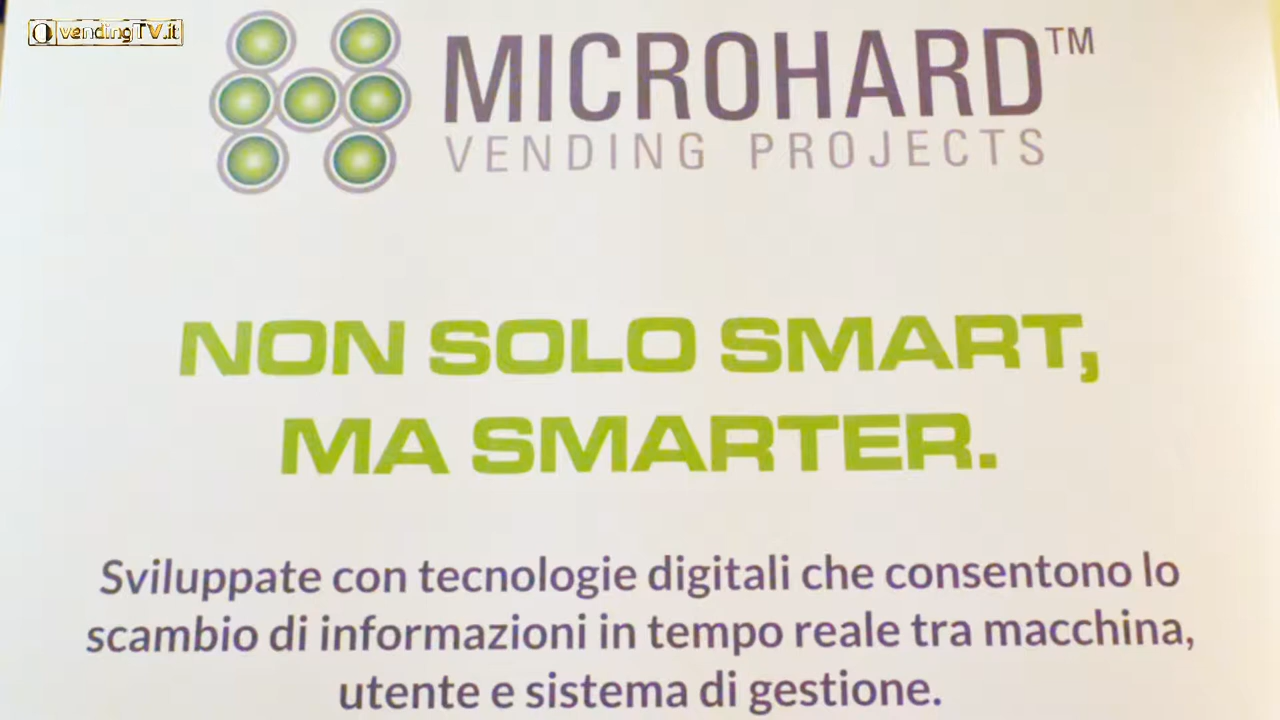 vendingTV.it
MICROHARD™
VENDING PROJECTS
NON SOLO SMART,
MA SMARTER.
Sviluppate con tecnologie digitali che consentono lo
scambio di informazioni in tempo reale tra macchina,
utente e sistema di gestione.